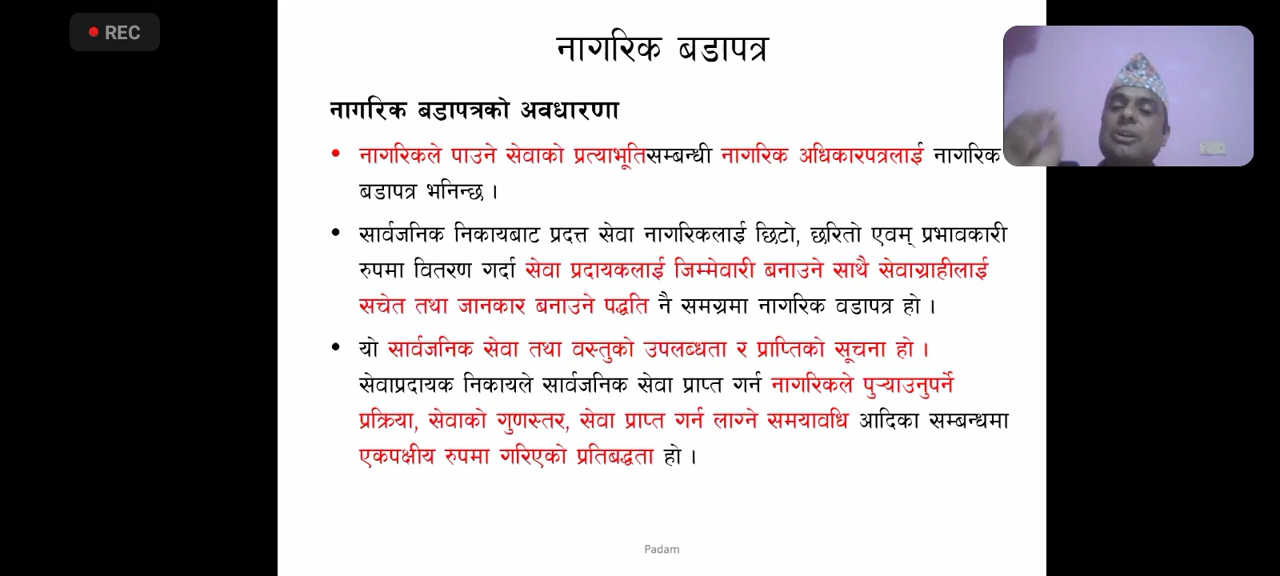 REC
नागरिक बडापत्र
नागरिक बडापत्रको अवधारणा
• नागरिकले पाउने सेवाको प्रत्याभूतिसम्बन्धी नागरिक अधिकारपत्रलाई नागरिक
बडापत्र भनिन्छ ।
• सार्वजनिक निकायबाट प्रदत्त सेवा नागरिकलाई छिटो, छरितो एवम् प्रभावकारी
रुपमा वितरण गर्दा सेवा प्रदायकलाई जिम्मेवारी बनाउने साथै सेवाग्राहीलाई
सचेत तथा जानकार बनाउने पद्धति नै समग्रमा नागरिक वडापत्र हो ।
• यो सार्वजनिक सेवा तथा वस्तुको उपलब्धता र प्राप्तिको सूचना हो ।
सेवाप्रदायक निकायले सार्वजनिक सेवा प्राप्त गर्न नागरिकले पुऱ्याउनुपर्ने
प्रक्रिया, सेवाको गुणस्तर, सेवा प्राप्त गर्न लाग्ने समयावधि आदिका सम्बन्धमा
एकपक्षीय रुपमा गरिएको प्रतिबद्धता हो ।
Padam